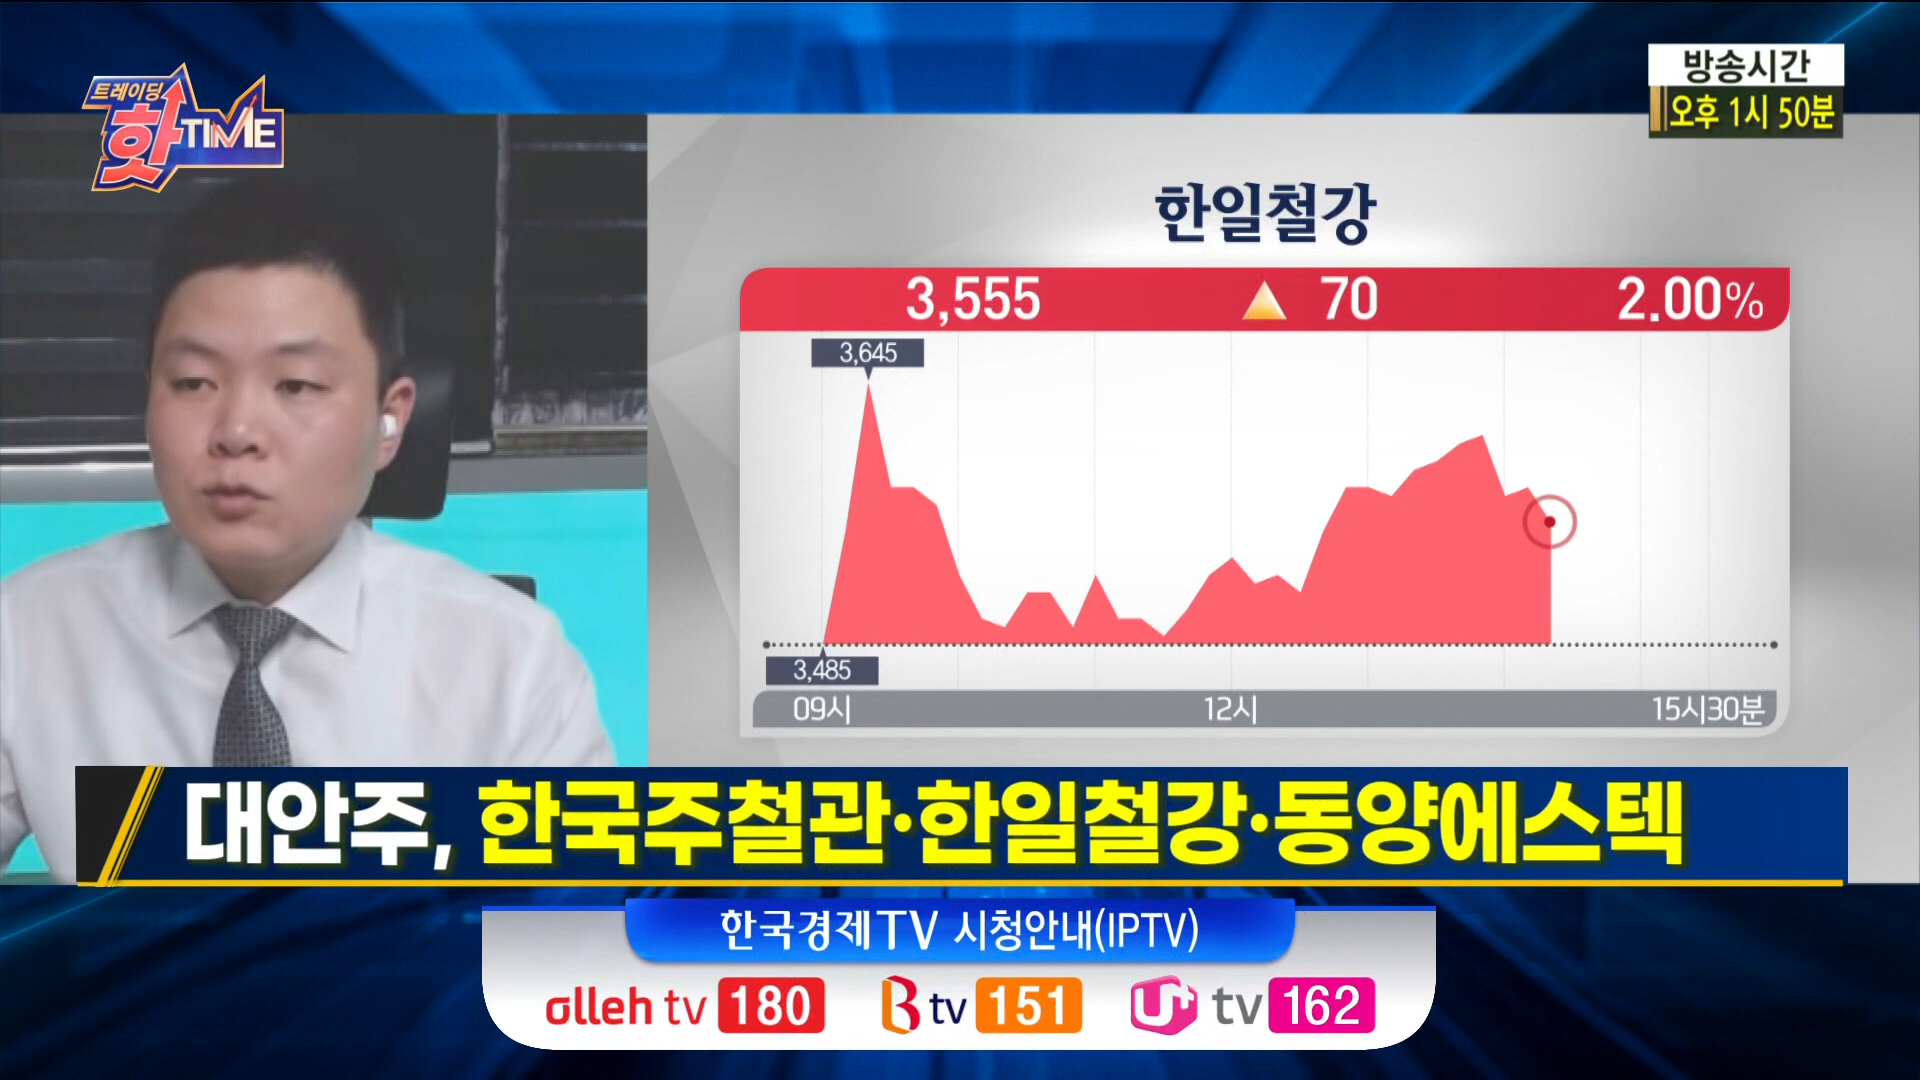 트레이딩
핫TIME
방송시간
오후 1시 50분
한일철강
3,555 ▲ 70 2.00%
3,645
3,485
09시 12시 15시30분
대안주, 한국주철관·한일철강·동양에스텍
한국경제TV 시청안내(IPTV)
olleh tv 180 B tv 151 U+ tv 162